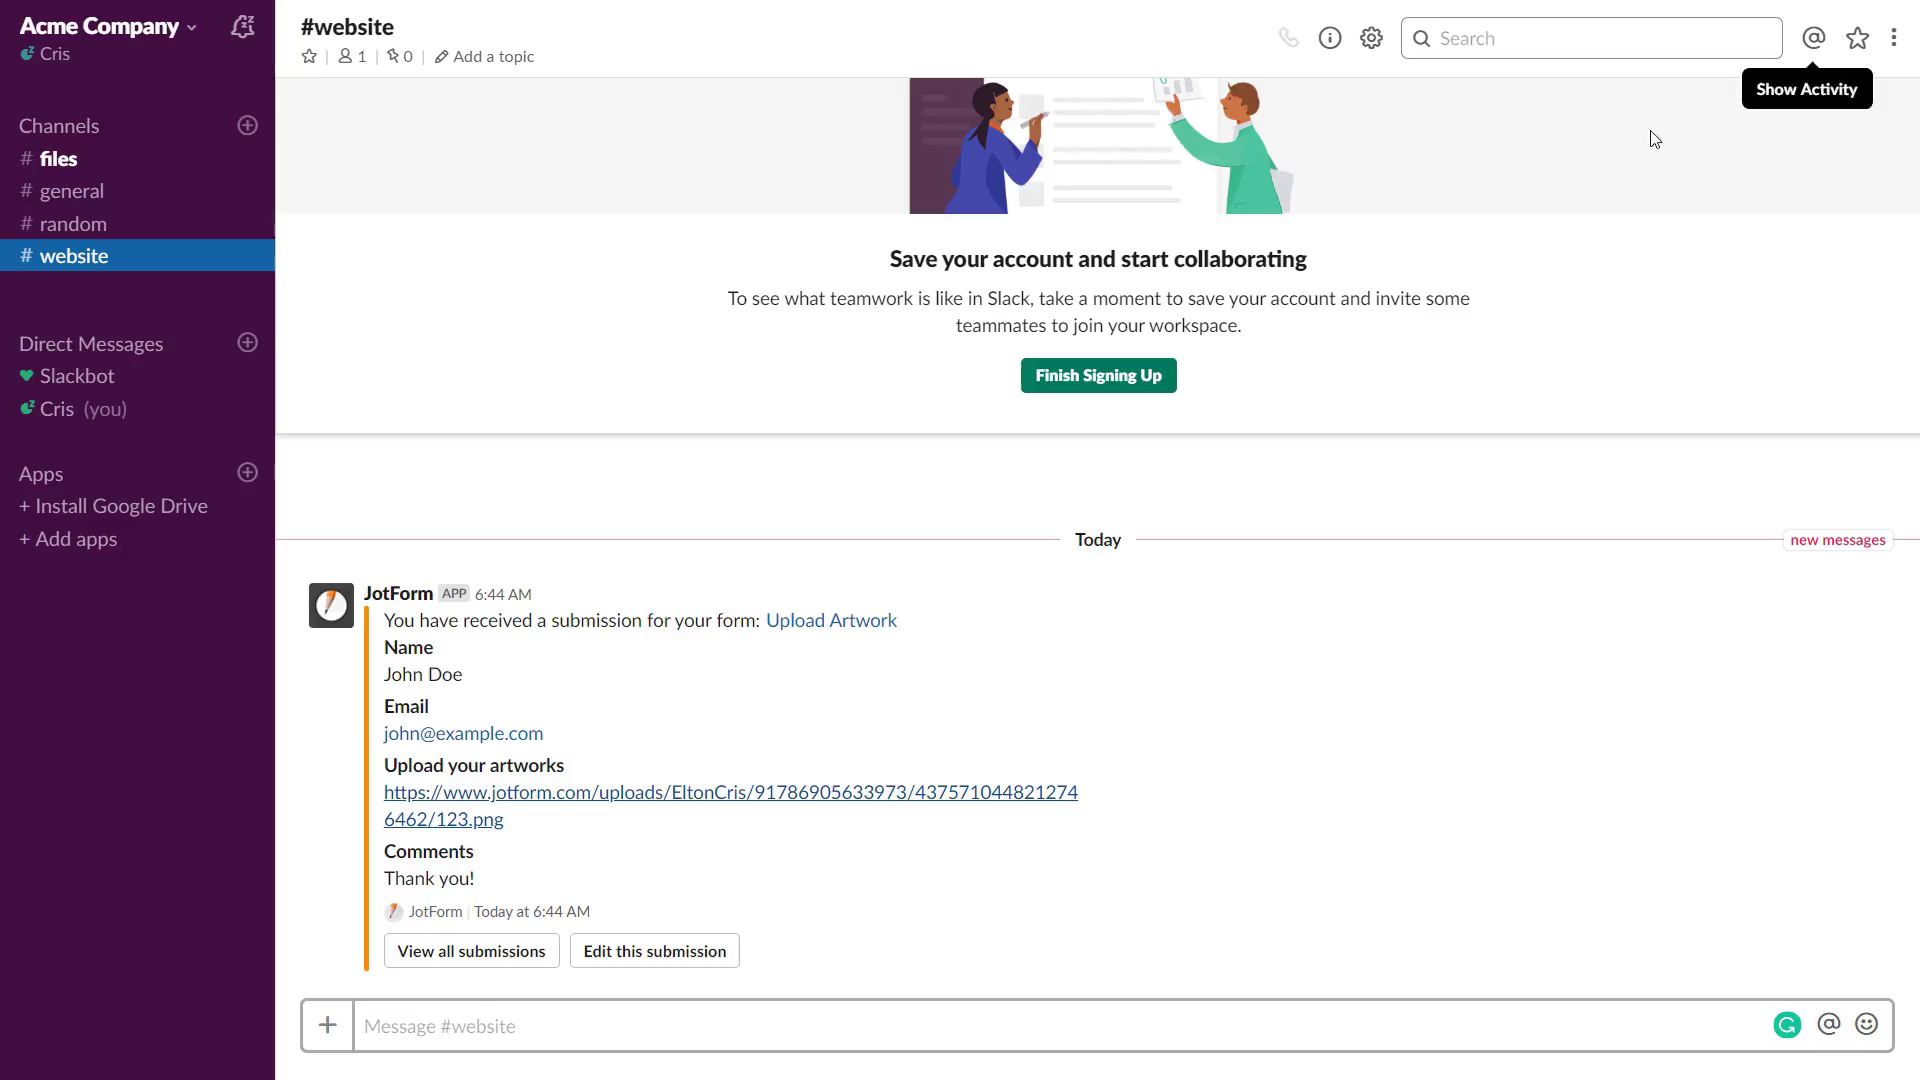 Acme Company
Cris
Channels
# files
# general
# random
# website
Direct Messages
Slackbot
Cris (you)
Apps
+ Install Google Drive
+ Add apps
#website
1 | 0 | Add a topic
Search
Show Activity
Save your account and start collaborating
To see what teamwork is like in Slack, take a moment to save your account and invite some
teammates to join your workspace.
Finish Signing Up
Today
new messages
JotForm APP 6:44 AM
You have received a submission for your form: Upload Artwork
Name
John Doe
Email
john@example.com
Upload your artworks
https://www.jotform.com/uploads/EltonCris/91786905633973/437571044821274
6462/123.png
Comments
Thank you!
JotForm | Today at 6:44 AM
View all submissions
Edit this submission
Message #website